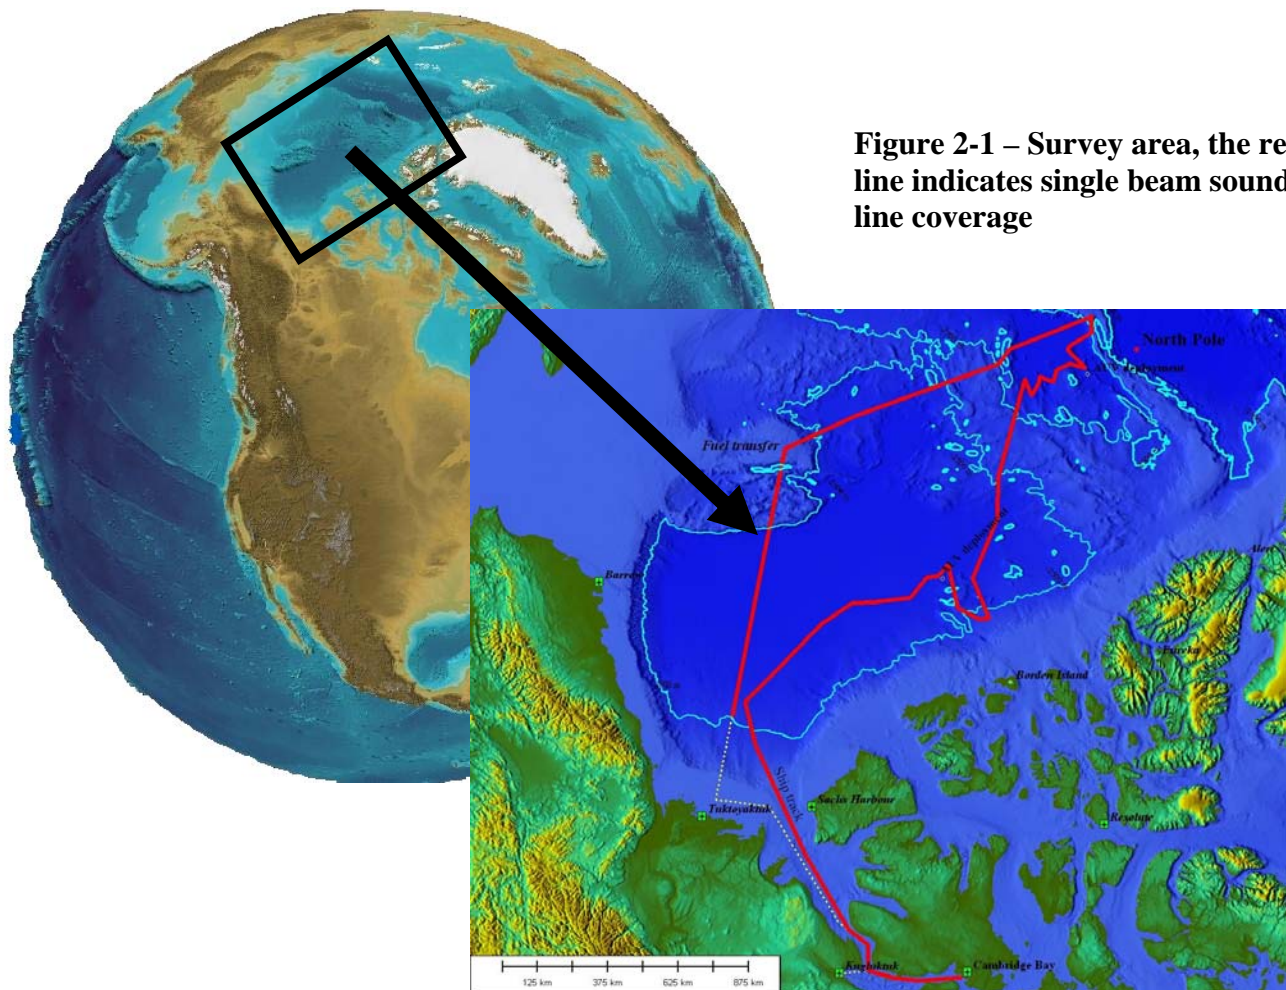 Figure 2-1 – Survey area, the re
line indicates single beam sound
line coverage
North Pole
deployment
Fuel transfer
deployment
Barrow
Alert
Eureka
Borden Island
Ship track
Sachs Harbour
Tuktoyaktuk
Resolute
Kugluktuk
Cambridge Bay
125 km 375 km 625 km 875 km